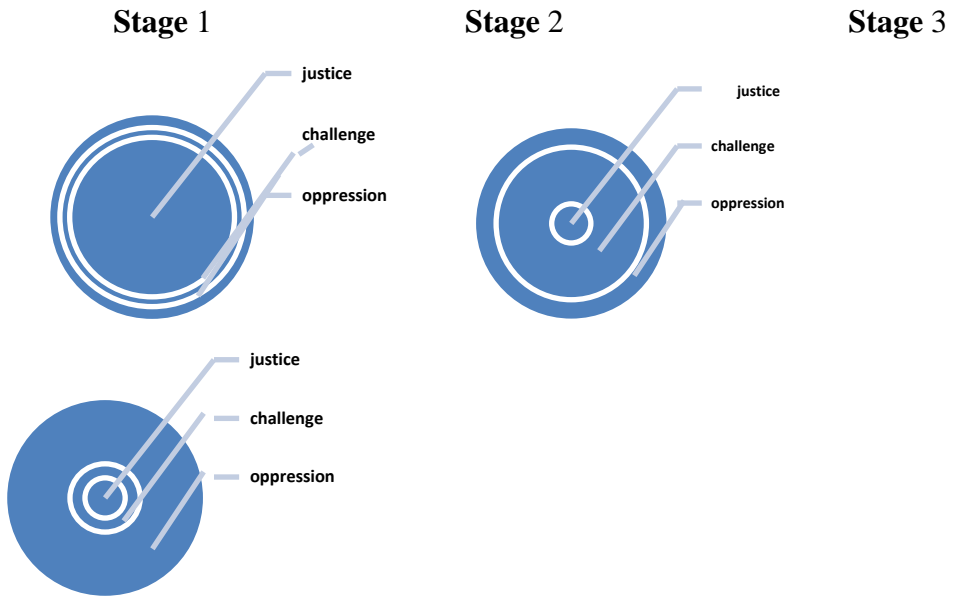 Stage 1 Stage 2 Stage 3
justice
challenge
oppression
justice
challenge
oppression
justice
challenge
oppression